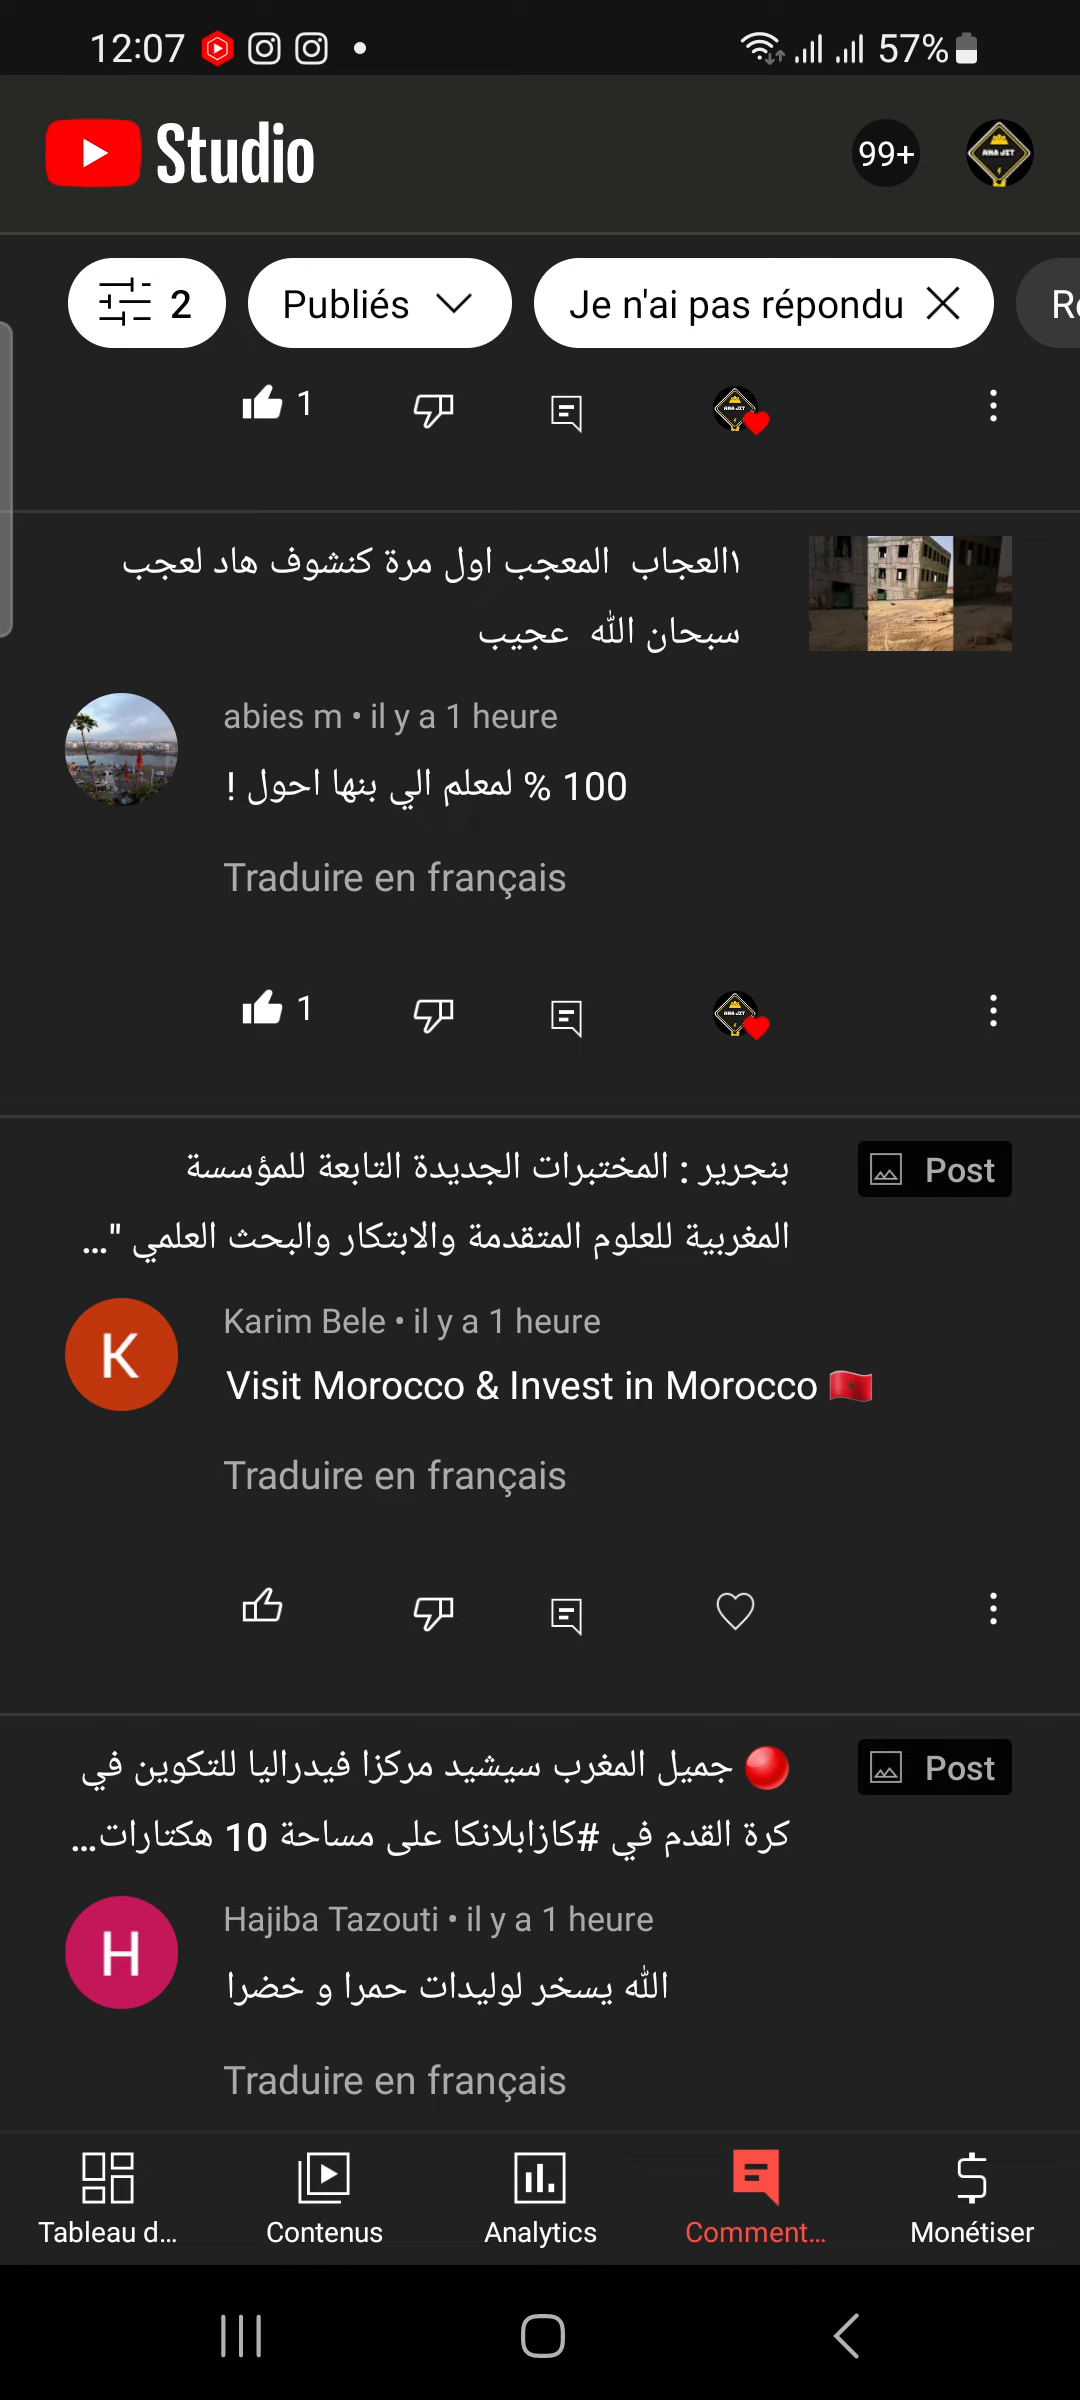 12:07
57%
Studio
99+
2
Publiés
Je n'ai pas répondu
1
١العجاب المعجب اول مرة كنشوف هاد لعجب
سبحان الله عجيب
abies m • il y a 1 heure
100 % لمعلم الي بنها احول !
Traduire en français
1
بنجرير : المختبرات الجديدة التابعة للمؤسسة
Post
المغربية للعلوم المتقدمة والابتكار والبحث العلمي "...
K
Karim Bele • il y a 1 heure
Visit Morocco & Invest in Morocco 🇲🇦
Traduire en français
🔴 جميل المغرب سيشيد مركزا فيدراليا للتكوين في
Post
كرة القدم في #كازابلانكا على مساحة 10 هكتارات...
H
Hajiba Tazouti • il y a 1 heure
الله يسخر لوليدات حمرا و خضرا
Traduire en français
Tableau d...
Contenus
Analytics
Comment...
Monétiser